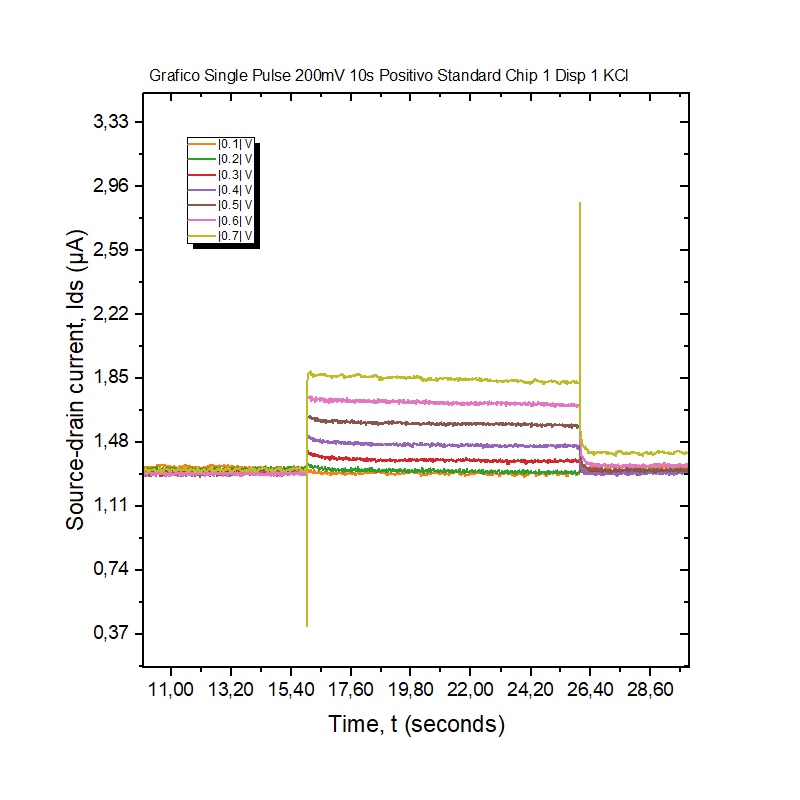 Grafico Single Pulse 200mV 10s Positivo Standard Chip 1 Disp 1 KCl
3,33
2,96
2,59
2,22
1,85
1,48
1,11
0,74
0,37
Source-drain current, Ids (µA)
|0.1| V
|0.2| V
|0.3| V
|0.4| V
|0.5| V
|0.6| V
|0.7| V
11,00 13,20 15,40 17,60 19,80 22,00 24,20 26,40 28,60
Time, t (seconds)